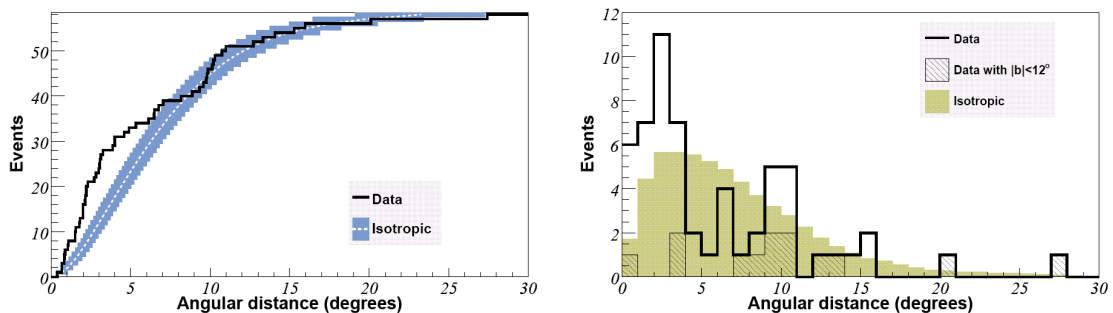 Events
50
40
30
20
10
0
0 5 10 15 20 25 30
Angular distance (degrees)
Data
Isotropic
Events
12
10
8
6
4
2
0
0 5 10 15 20 25 30
Angular distance (degrees)
Data
Data with |b|<12°
Isotropic